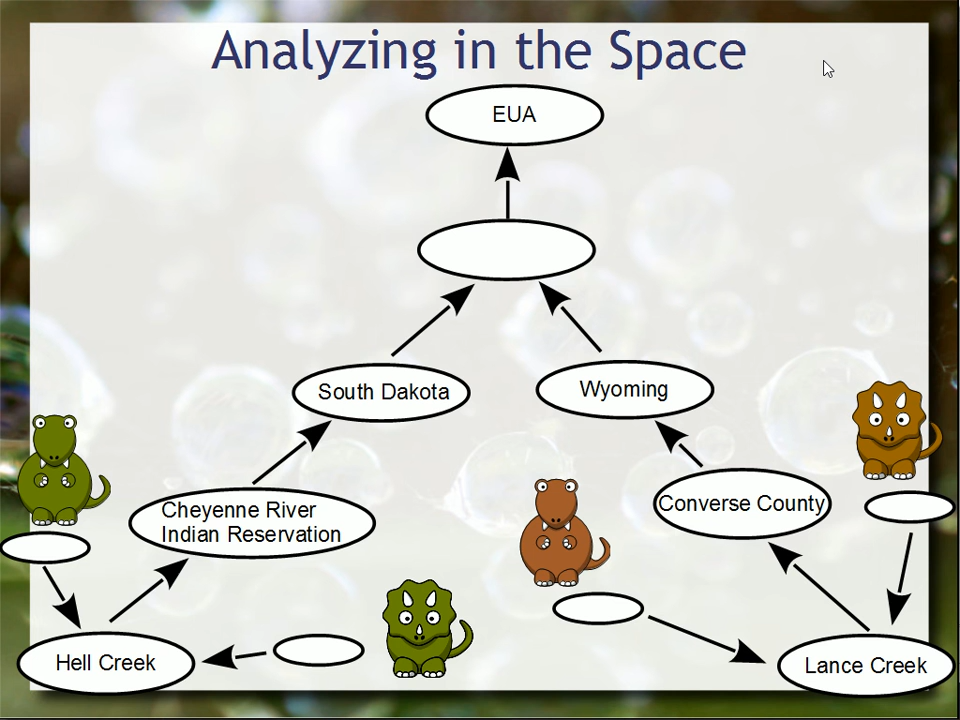 Analyzing in the Space
EUA
South Dakota
Wyoming
Cheyenne River
Indian Reservation
Converse County
Hell Creek
Lance Creek